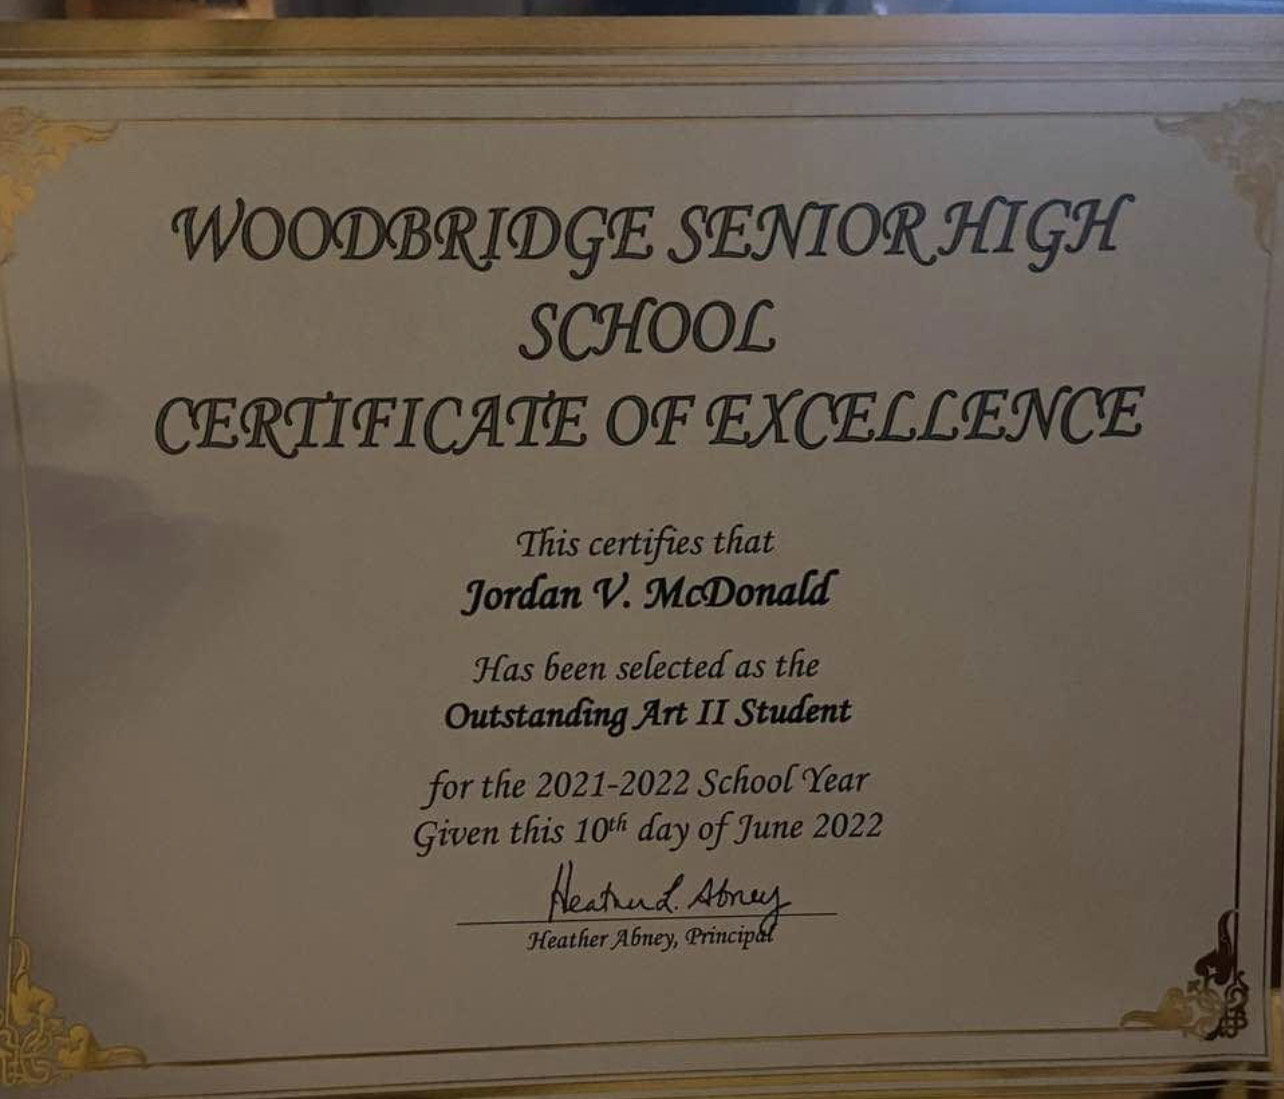 WOODBRIDGE SENIOR HIGH
SCHOOL
CERTIFICATE OF EXCELLENCE
This certifies that
Jordan V. McDonald
Has been selected as the
Outstanding Art II Student
for the 2021-2022 School Year
Given this 10th day of June 2022
Heather L. Abney
Heather Abney, Principal